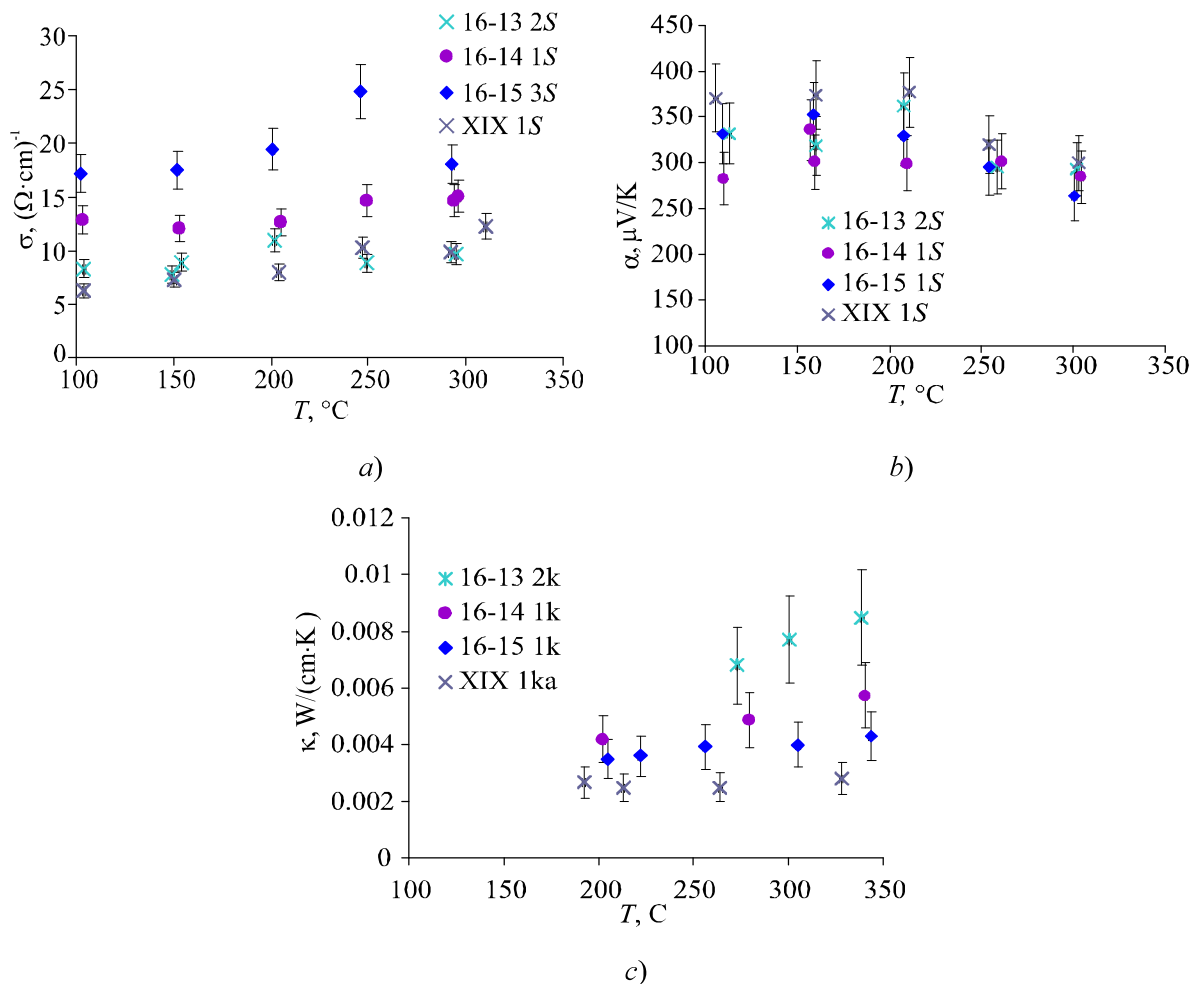 30
25
20
15
10
5
0
100 150 200 250 300 350
σ, (Ω·cm)⁻¹
T, °C
16-13 2S
16-14 1S
16-15 3S
XIX 1S
a)
450
400
350
300
250
200
150
100
100 150 200 250 300 350
α, µV/K
T, °C
16-13 2S
16-14 1S
16-15 1S
XIX 1S
b)
0.012
0.01
0.008
0.006
0.004
0.002
0
100 150 200 250 300 350
κ, W/(cm·K )
T, C
16-13 2k
16-14 1k
16-15 1k
XIX 1ka
c)